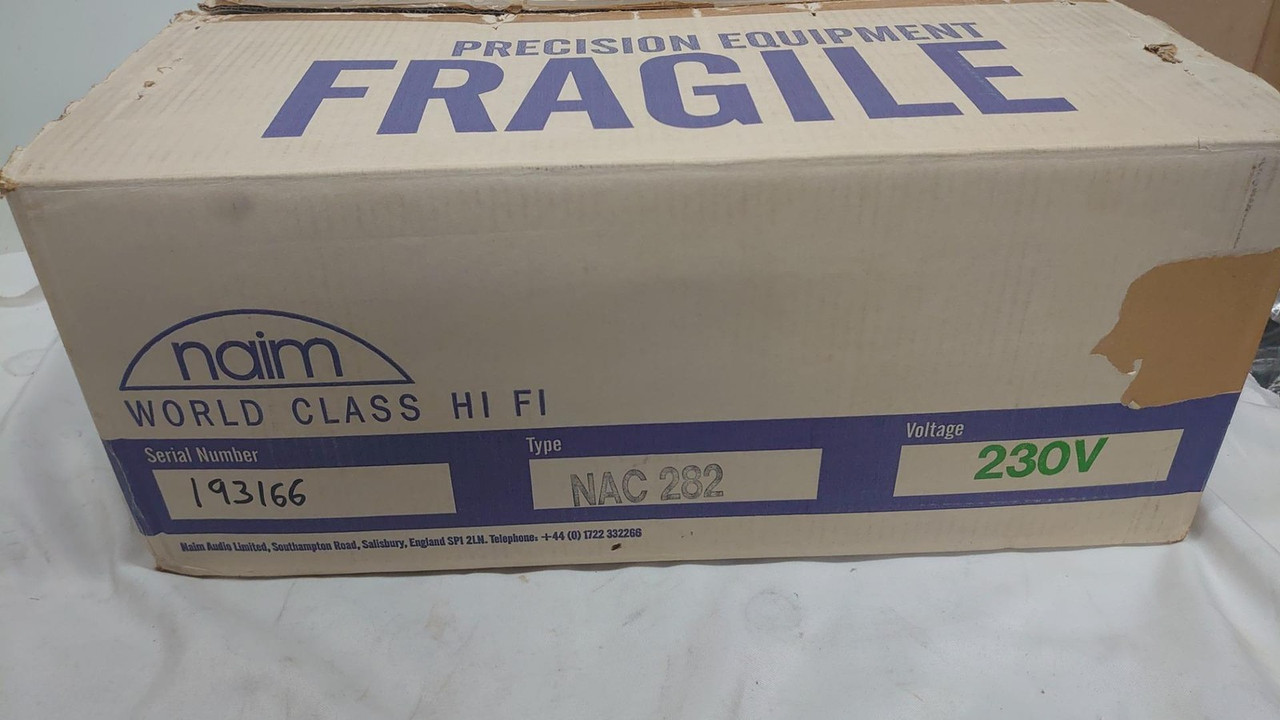 PRECISION EQUIPMENT
FRAGILE
naim
WORLD CLASS HI FI
Serial Number
193166
Type
NAC 282
Voltage
230V
Naim Audio Limited, Southampton Road, Salisbury, England SP1 2LN. Telephone: +44 (0) 1722 332266